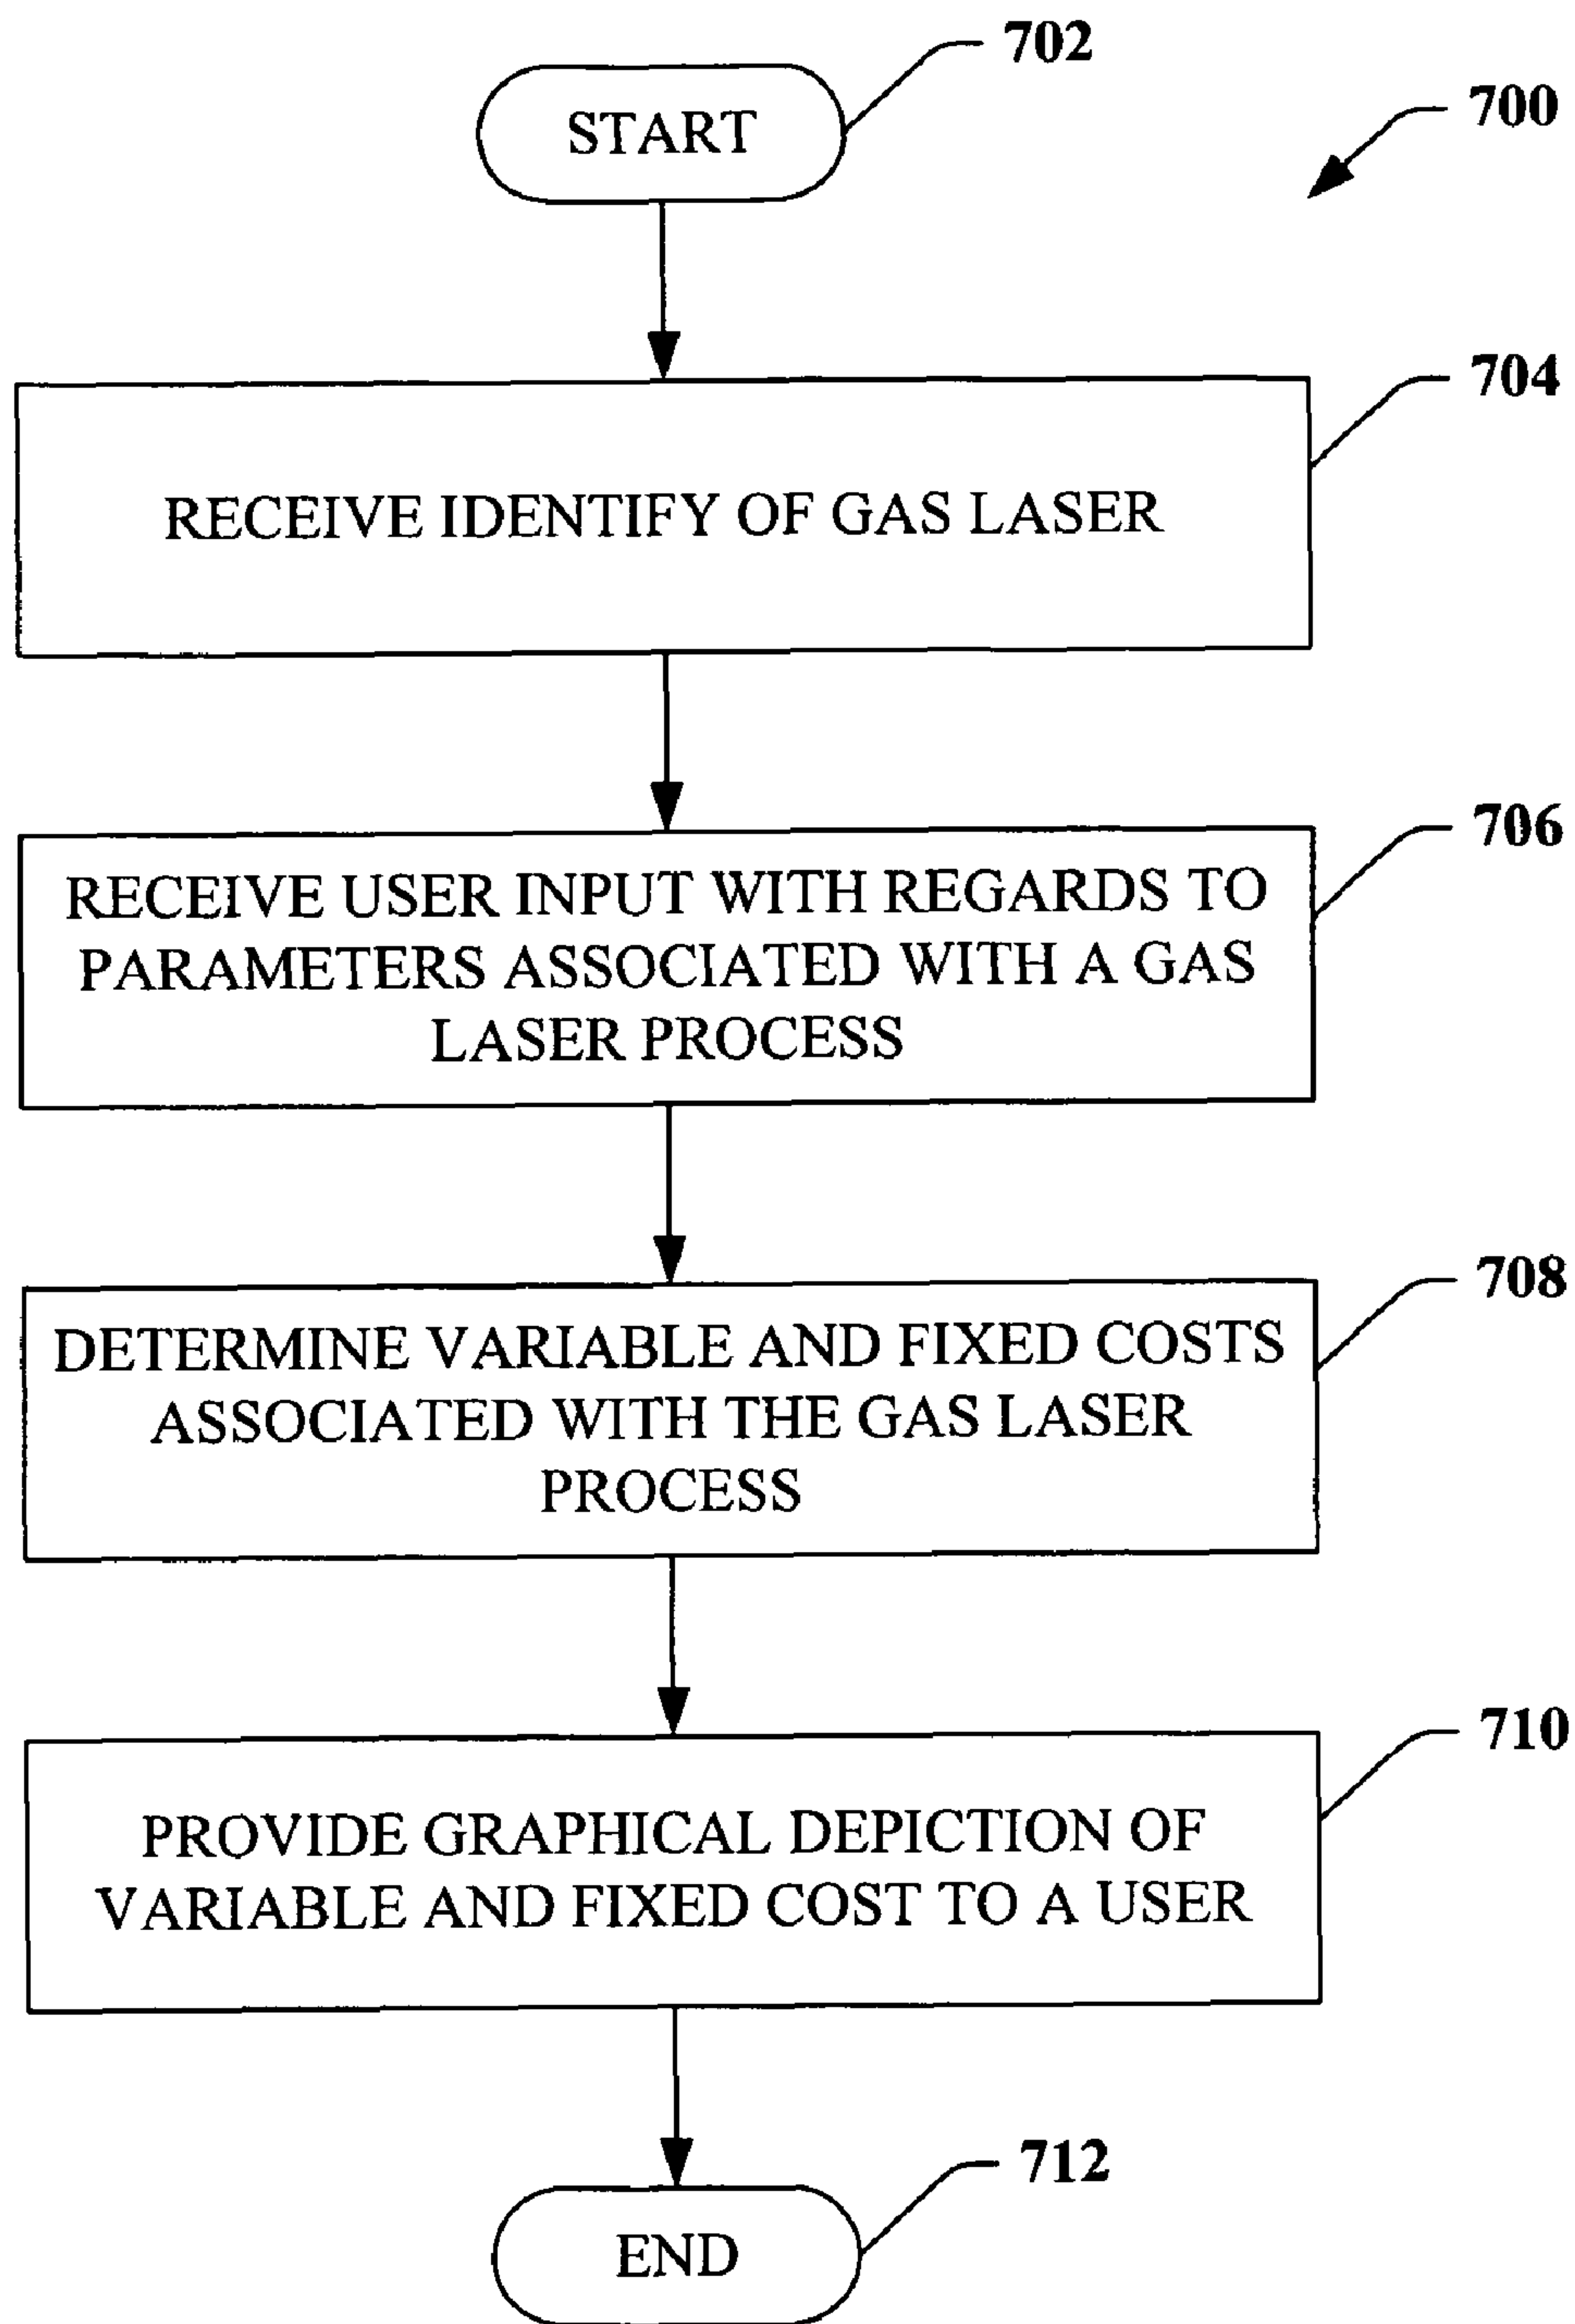 702
START
700
704
RECEIVE IDENTIFY OF GAS LASER
706
RECEIVE USER INPUT WITH REGARDS TO
PARAMETERS ASSOCIATED WITH A GAS
LASER PROCESS
708
DETERMINE VARIABLE AND FIXED COSTS
ASSOCIATED WITH THE GAS LASER
PROCESS
710
PROVIDE GRAPHICAL DEPICTION OF
VARIABLE AND FIXED COST TO A USER
712
END